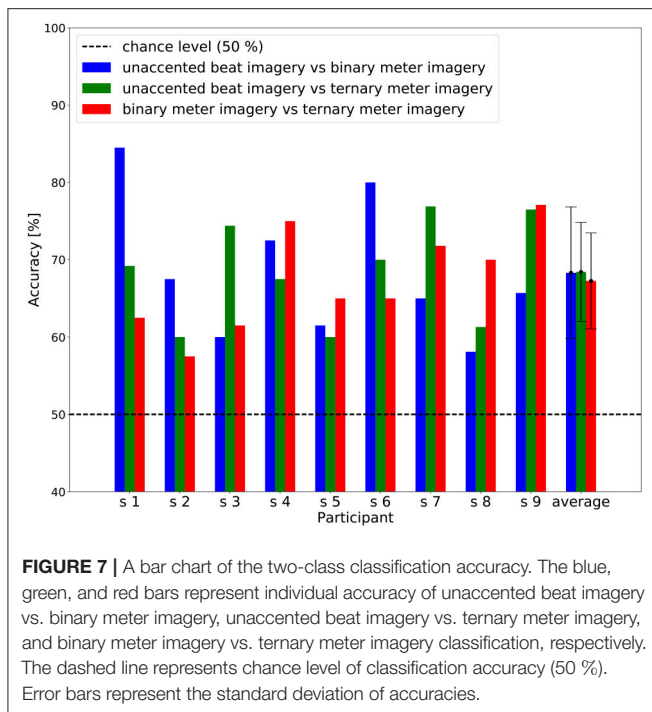 100
90
80
70
60
50
40
Accuracy [%]
chance level (50 %)
unaccented beat imagery vs binary meter imagery
unaccented beat imagery vs ternary meter imagery
binary meter imagery vs ternary meter imagery
s 1 s 2 s 3 s 4 s 5 s 6 s 7 s 8 s 9 average
Participant
FIGURE 7 | A bar chart of the two-class classification accuracy. The blue,
green, and red bars represent individual accuracy of unaccented beat imagery
vs. binary meter imagery, unaccented beat imagery vs. ternary meter imagery,
and binary meter imagery vs. ternary meter imagery classification, respectively.
The dashed line represents chance level of classification accuracy (50 %).
Error bars represent the standard deviation of accuracies.